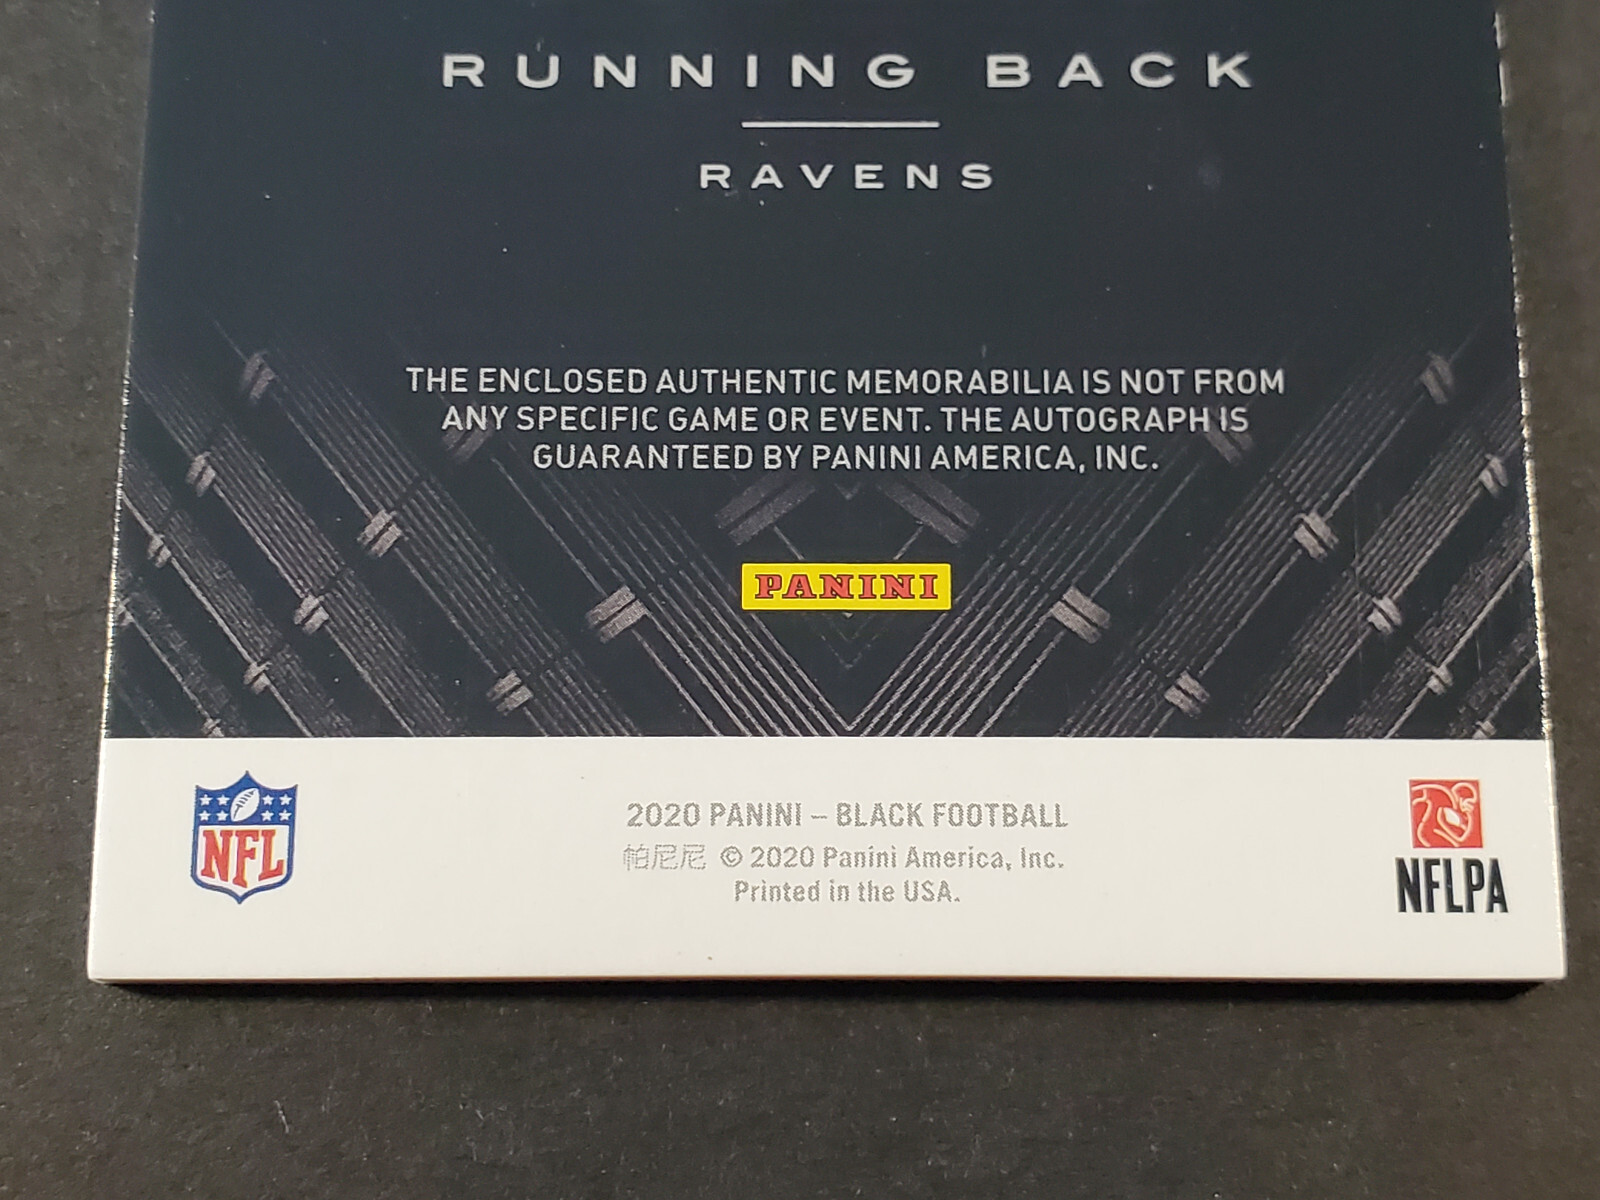 RUNNING BACK
RAVENS
THE ENCLOSED AUTHENTIC MEMORABILIA IS NOT FROM
ANY SPECIFIC GAME OR EVENT. THE AUTOGRAPH IS
GUARANTEED BY PANINI AMERICA, INC.
PANINI
NFL
2020 PANINI – BLACK FOOTBALL
帕尼尼 © 2020 Panini America, Inc.
Printed in the USA.
NFLPA